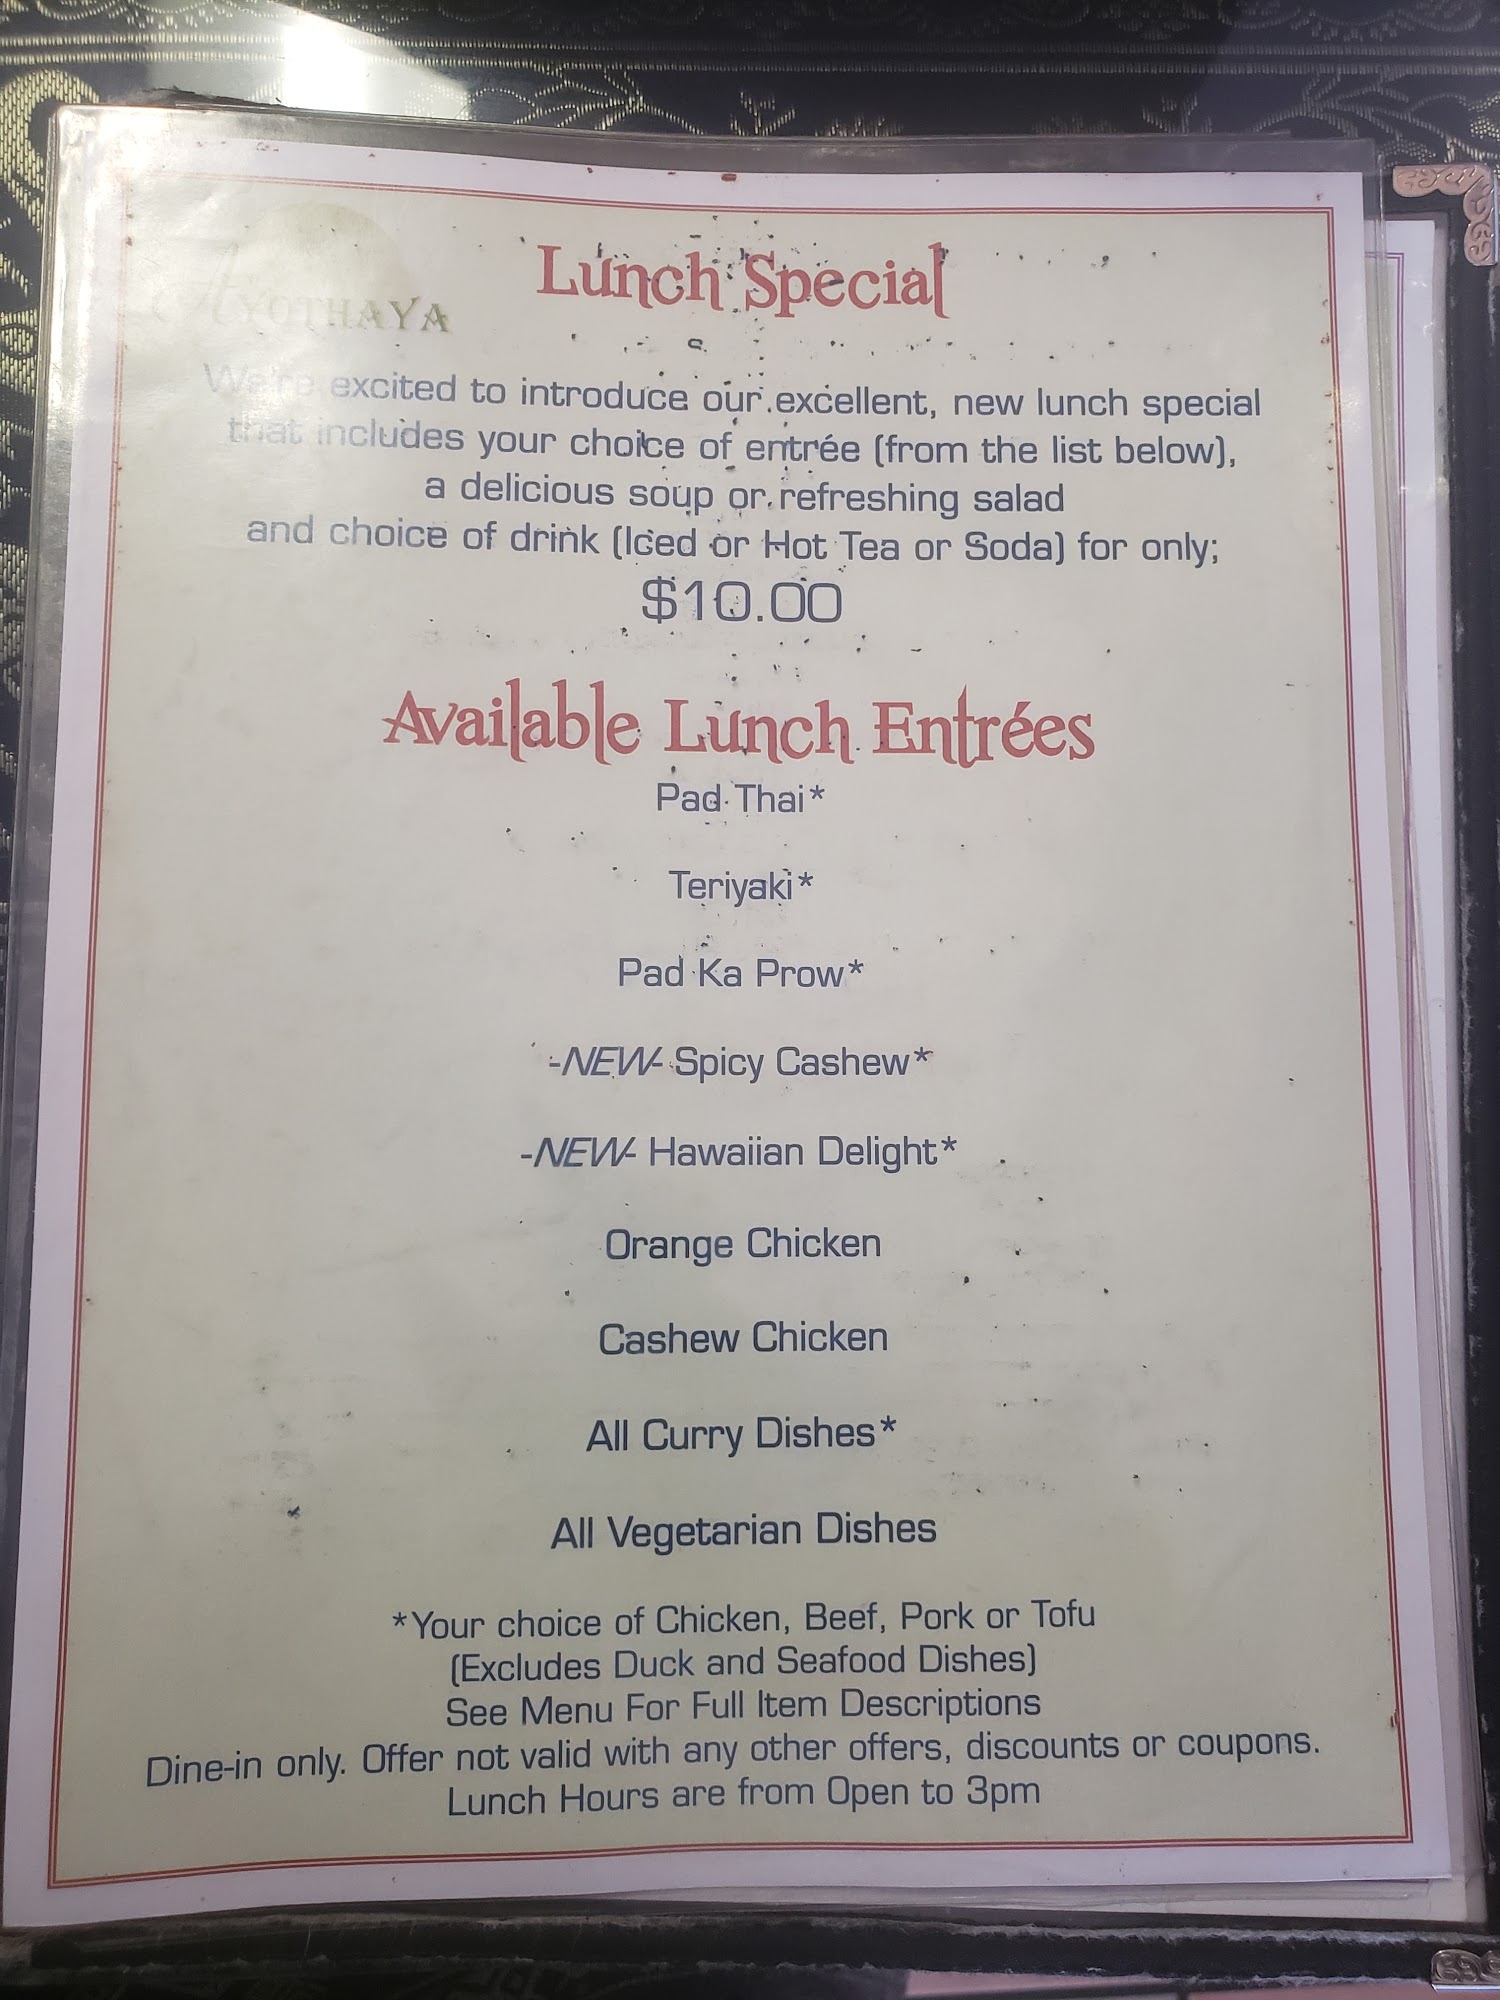 AYOTHAYA
Lunch Special
We're excited to introduce our excellent, new lunch special
that includes your choice of entrée (from the list below),
a delicious soup or refreshing salad
and choice of drink (Iced or Hot Tea or Soda) for only;
$10.00
Available Lunch Entrées
Pad Thai*
Teriyaki*
Pad Ka Prow*
-NEW- Spicy Cashew*
-NEW- Hawaiian Delight*
Orange Chicken
Cashew Chicken
All Curry Dishes*
All Vegetarian Dishes
*Your choice of Chicken, Beef, Pork or Tofu
(Excludes Duck and Seafood Dishes)
See Menu For Full Item Descriptions
Dine-in only. Offer not valid with any other offers, discounts or coupons.
Lunch Hours are from Open to 3pm